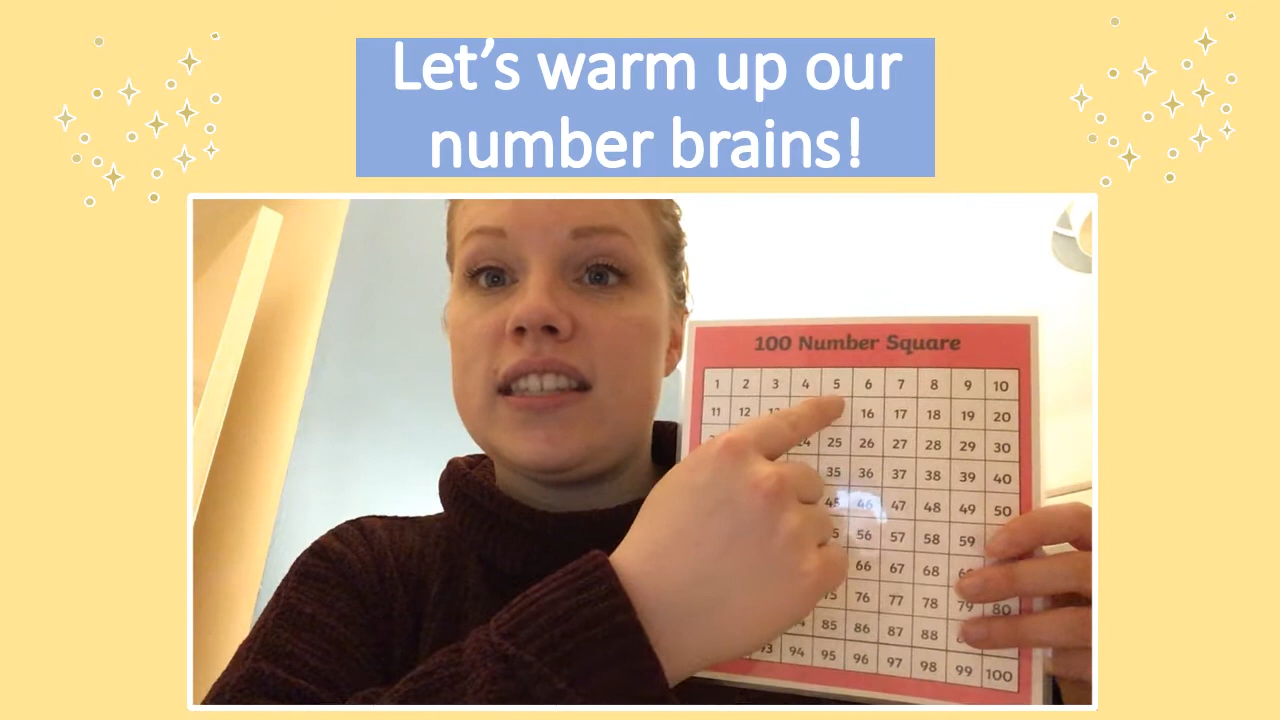 Let's warm up our
number brains!
100 Number Square
1 2 3 4 5 6 7 8 9 10
11 12 16 17 18 19 20
25 26 27 28 29 30
35 36 37 38 39 40
45 46 47 48 49 50
56 57 58 59
66 67 68
76 77 78 79 80
85 86 87 88
93 94 95 96 97 98 99 100